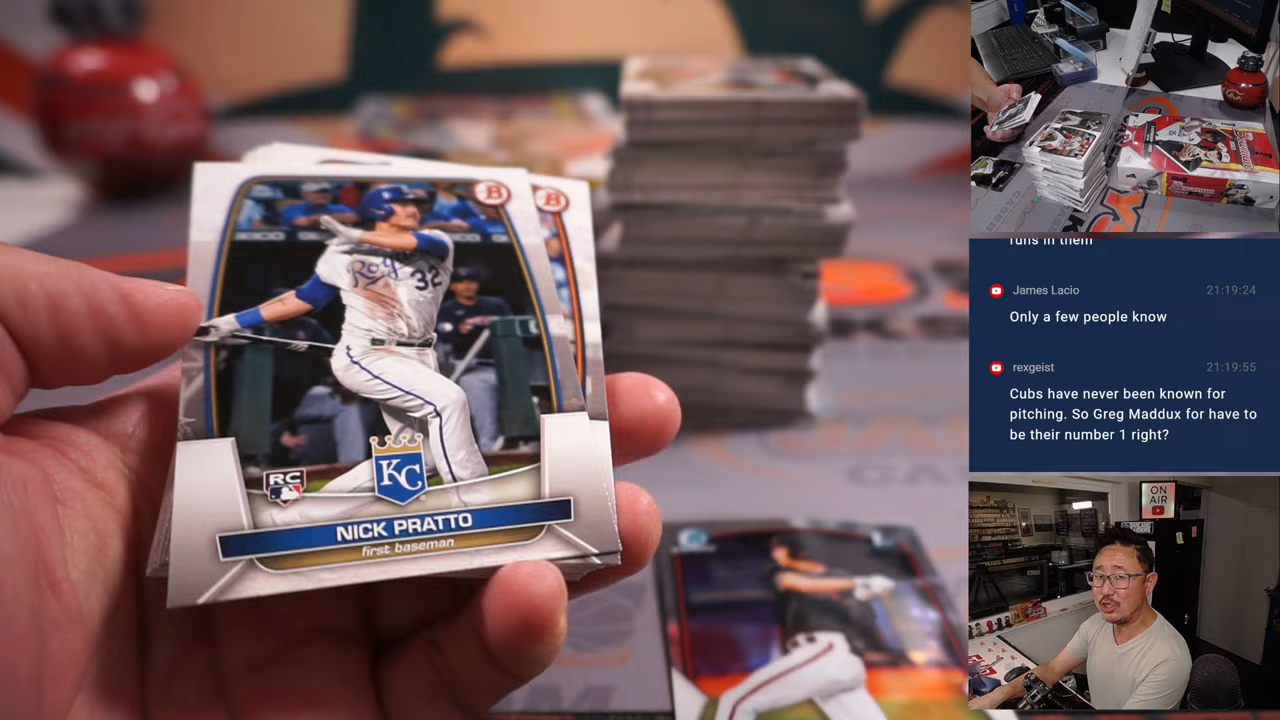 B
B
Royals
32
RC
KC
NICK PRATTO
first baseman
runs in them
James Lacio
21:19:24
Only a few people know
rexgeist
21:19:55
Cubs have never been known for
pitching. So Greg Maddux for have to
be their number 1 right?
ON
AIR